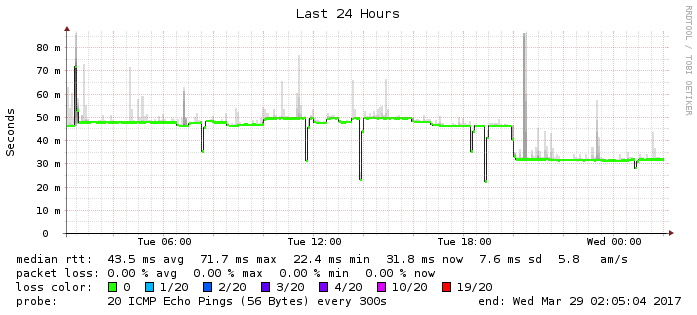 Last 24 Hours
RRDTOOL / TOBI OETIKER
Seconds
80 m
70 m
60 m
50 m
40 m
30 m
20 m
10 m
0
Tue 06:00 Tue 12:00 Tue 18:00 Wed 00:00
median rtt: 43.5 ms avg 71.7 ms max 22.4 ms min 31.8 ms now 7.6 ms sd 5.8 am/s
packet loss: 0.00 % avg 0.00 % max 0.00 % min 0.00 % now
loss color: 0 1/20 2/20 3/20 4/20 10/20 19/20
probe: 20 ICMP Echo Pings (56 Bytes) every 300s end: Wed Mar 29 02:05:04 2017